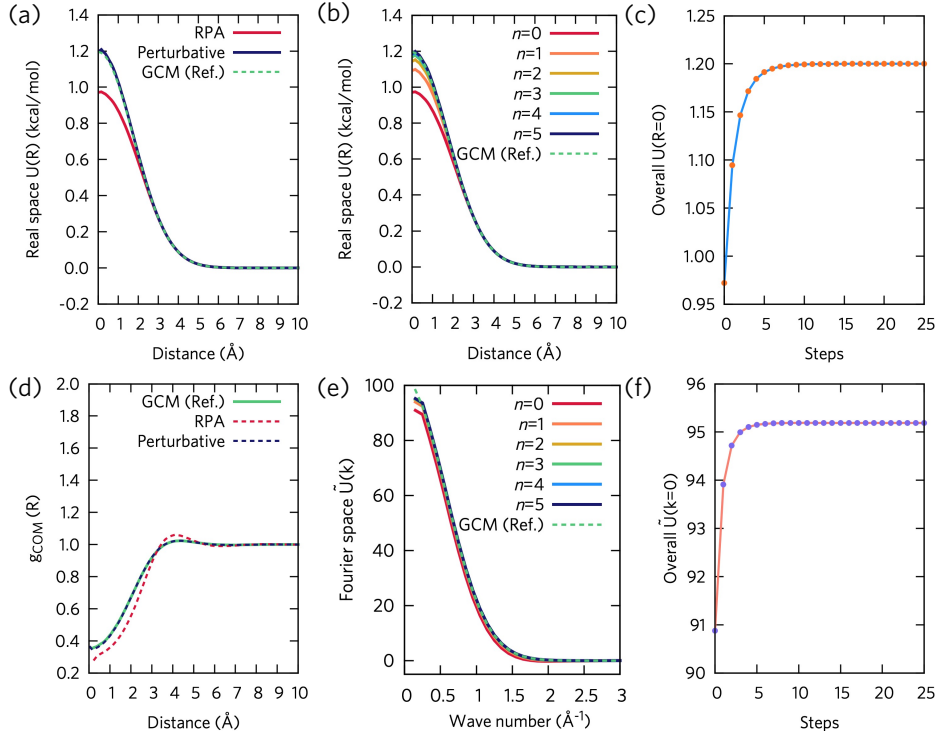 (a)
RPA
Perturbative
GCM (Ref.)
Real space U(R) (kcal/mol)
1.4
1.2
1.0
0.8
0.6
0.4
0.2
0.0
-0.2
0 1 2 3 4 5 6 7 8 9 10
Distance (Å)
(b)
n=0
n=1
n=2
n=3
n=4
n=5
GCM (Ref.)
Real space U(R) (kcal/mol)
1.4
1.2
1.0
0.8
0.6
0.4
0.2
0.0
-0.2
0 1 2 3 4 5 6 7 8 9 10
Distance (Å)
(c)
Overall U(R=0)
1.25
1.20
1.15
1.20
1.05
1.00
0.95
0 5 10 15 20 25
Steps
(d)
GCM (Ref.)
RPA
Perturbative
gCOM (R)
2.0
1.8
1.6
1.4
1.2
1.0
0.8
0.6
0.4
0.2
0 1 2 3 4 5 6 7 8 9 10
Distance (Å)
(e)
n=0
n=1
n=2
n=3
n=4
n=5
GCM (Ref.)
Fourier space Ũ(k)
100
80
60
40
20
0
0 0.5 1 1.5 2 2.5 3
Wave number (Å⁻¹)
(f)
Overall Ũ(k=0)
96
95
94
93
92
91
90
0 5 10 15 20 25
Steps